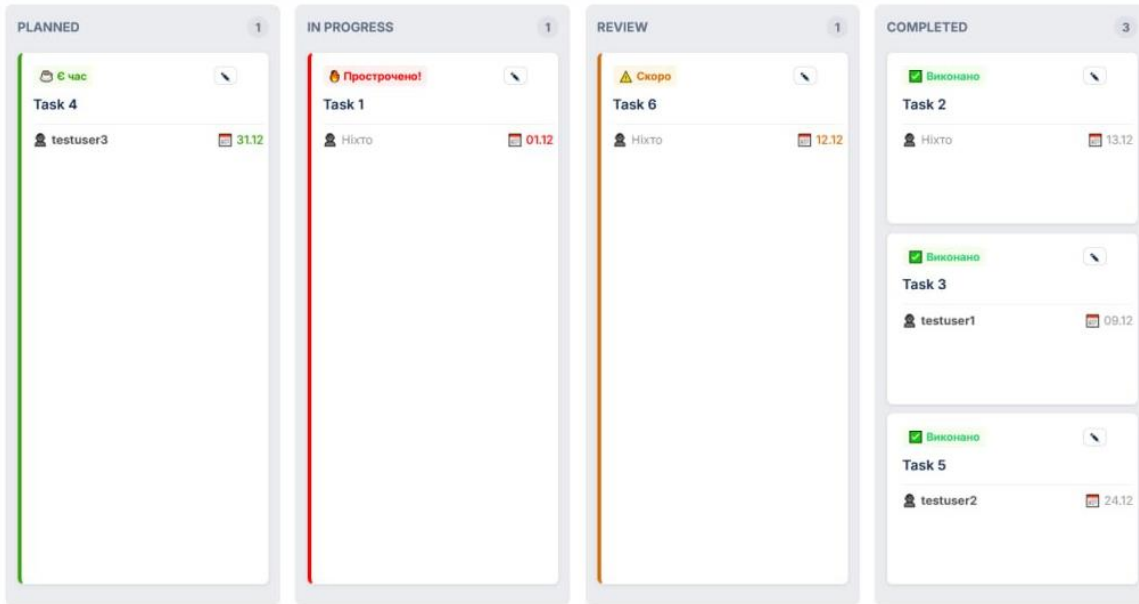 PLANNED 1
Є час
Task 4
testuser3 31.12
IN PROGRESS 1
Прострочено!
Task 1
Ніхто 01.12
REVIEW 1
Скоро
Task 6
Ніхто 12.12
COMPLETED 3
Виконано
Task 2
Ніхто 13.12
Виконано
Task 3
testuser1 09.12
Виконано
Task 5
testuser2 24.12